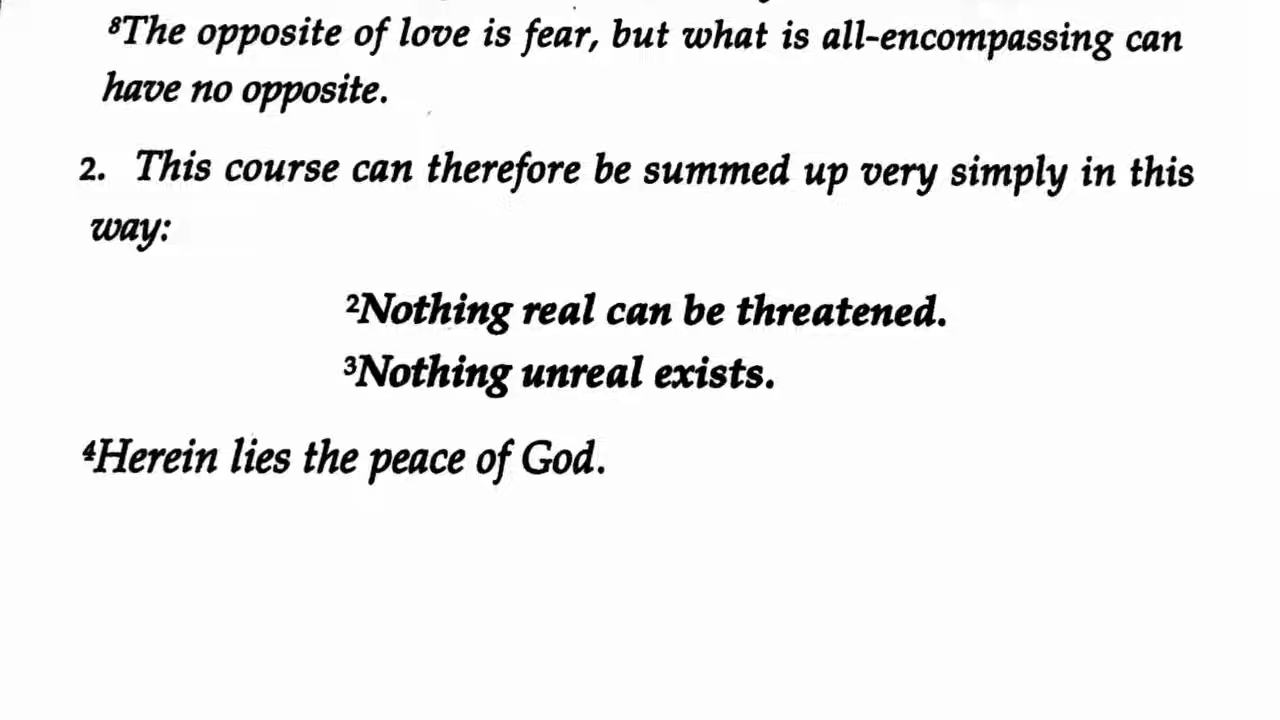 ⁸The opposite of love is fear, but what is all-encompassing can
have no opposite.
2. This course can therefore be summed up very simply in this
way:
²Nothing real can be threatened.
³Nothing unreal exists.
⁴Herein lies the peace of God.